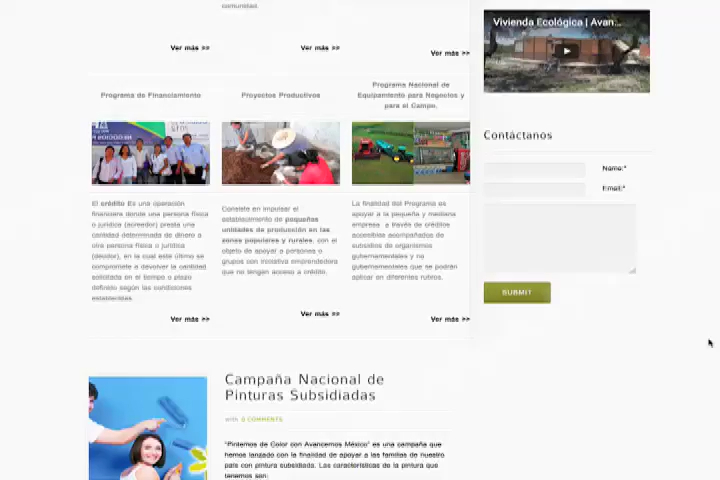 comunidad.
Ver más >>
Ver más >>
Ver más >>
Programa de Financiamiento
Proyectos Productivos
Programa Nacional de
Equipamiento para Negocios y
para el Campo.
El crédito Es una operación
financiera donde una persona física
o jurídica (acreedor) presta una
cantidad determinada de dinero a
otra persona física o jurídica
(deudor), en la cual este último se
compromete a devolver la cantidad
solicitada en el tiempo o plazo
definido según las condiciones
establecidas
Ver más >>
Consiste en impulsar el
establecimiento de pequeñas
unidades de producción en las
zonas populares y rurales, con el
objeto de apoyar a personas o
grupos con iniciativa emprendedora
que no tengan acceso a crédito.
Ver más >>
La finalidad del Programa es
apoyar a la pequeña y mediana
empresa a través de créditos
accesibles acompañados de
subsidios de organismos
gubernamentales y no
gubernamentales que se podrán
aplicar en diferentes rubros.
Ver más >>
Campaña Nacional de
Pinturas Subsidiadas
with 0 COMMENTS
"Pintemos de Color con Avancemos México" es una campaña que
hemos lanzado con la finalidad de apoyar a las familias de nuestro
país con pintura subsidiada. Las características de la pintura que
tenemos son:
Vivienda Ecológica | Avan...
Contáctanos
Name:*
Email:*
SUBMIT